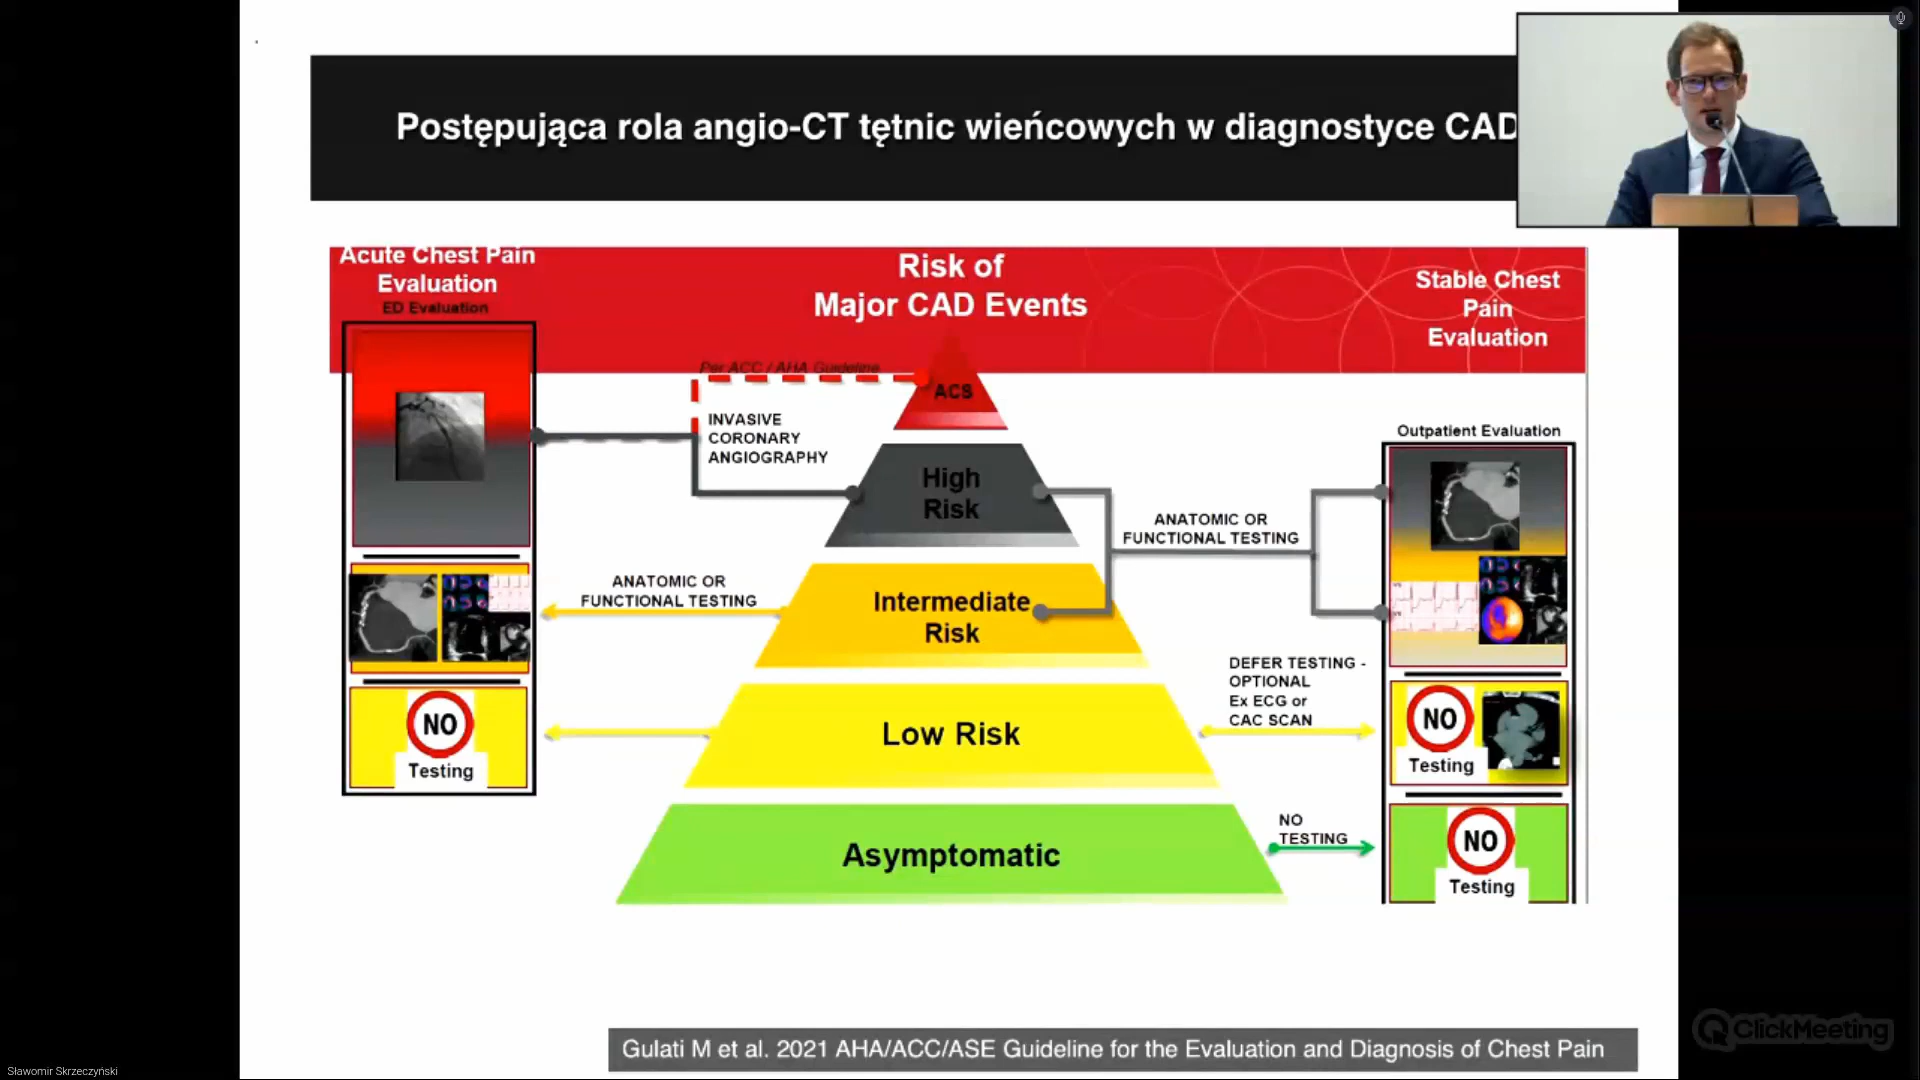 Postępująca rola angio-CT tętnic wieńcowych w diagnostyce CAD
Acute Chest Pain
Evaluation
ED Evaluation
Risk of
Major CAD Events
Stable Chest
Pain
Evaluation
Per ACC / AHA Guideline
ACS
INVASIVE
CORONARY
ANGIOGRAPHY
Outpatient Evaluation
High
Risk
ANATOMIC OR
FUNCTIONAL TESTING
ANATOMIC OR
FUNCTIONAL TESTING
Intermediate
Risk
DEFER TESTING -
OPTIONAL
Ex ECG or
CAC SCAN
NO
Testing
Low Risk
NO
Testing
NO
TESTING
Asymptomatic
NO
Testing
Gulati M et al. 2021 AHA/ACC/ASE Guideline for the Evaluation and Diagnosis of Chest Pain
ClickMeeting
Sławomir Skrzeczyński